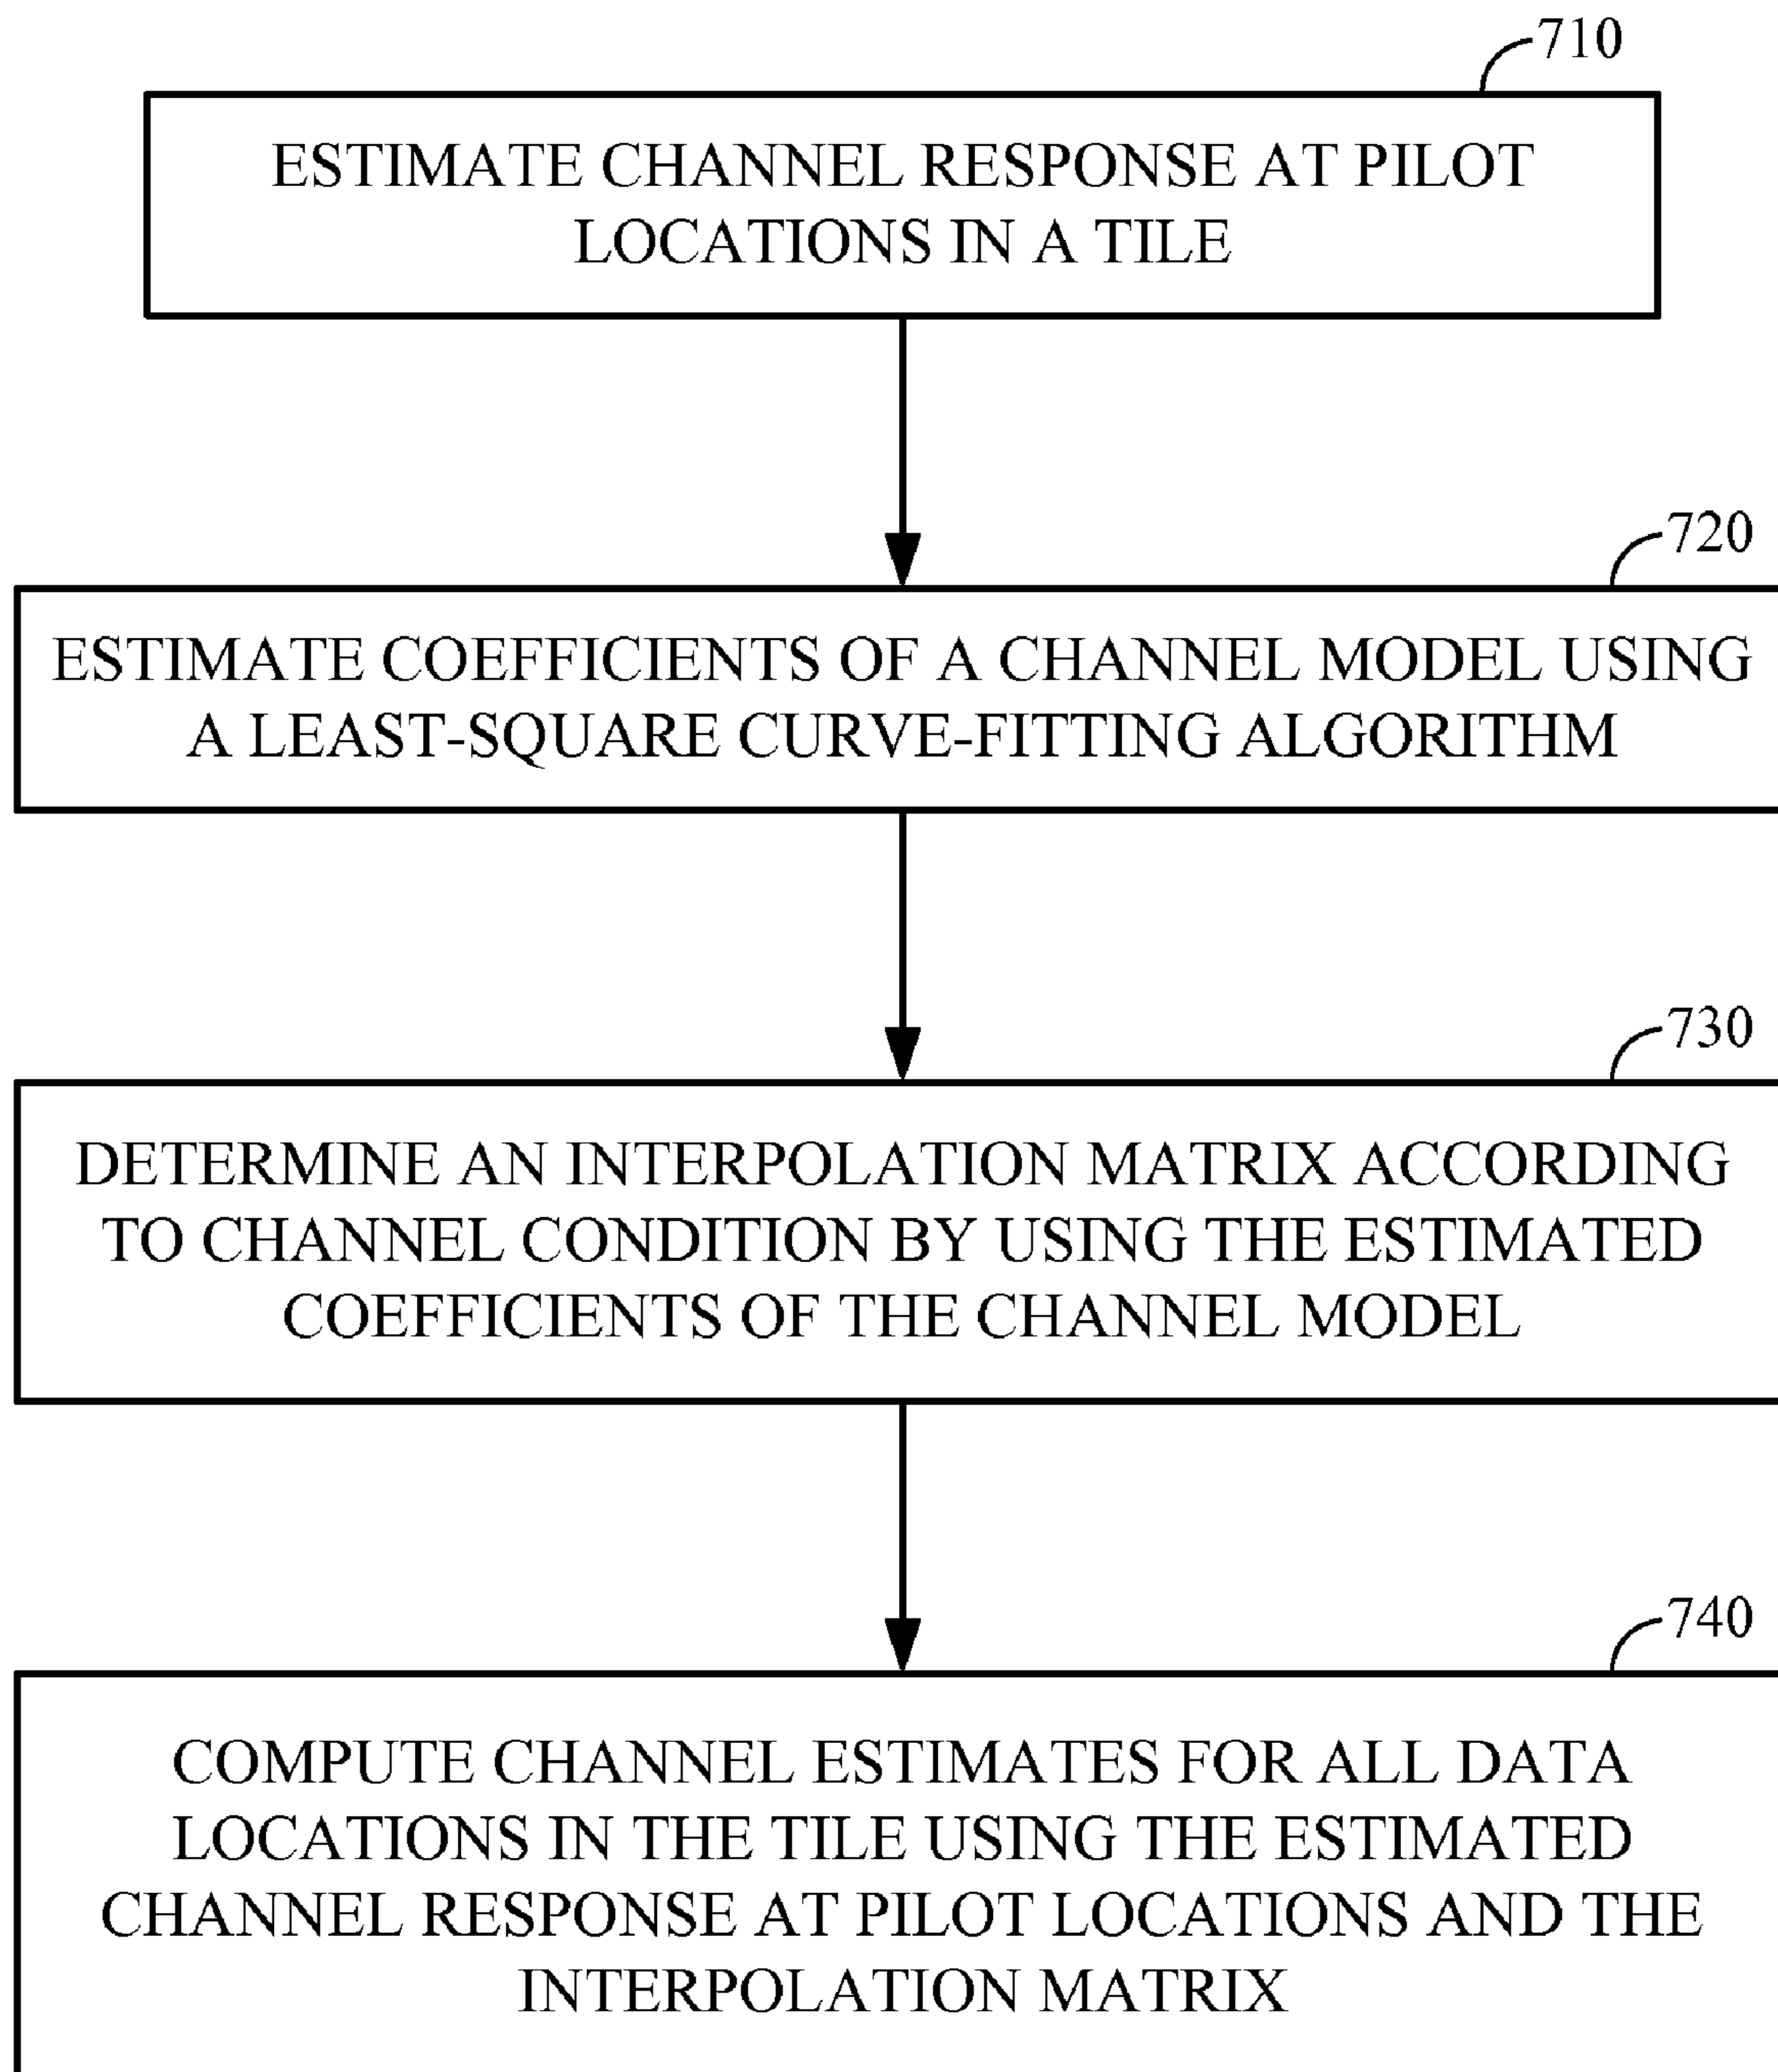 710
ESTIMATE CHANNEL RESPONSE AT PILOT
LOCATIONS IN A TILE
720
ESTIMATE COEFFICIENTS OF A CHANNEL MODEL USING
A LEAST-SQUARE CURVE-FITTING ALGORITHM
730
DETERMINE AN INTERPOLATION MATRIX ACCORDING
TO CHANNEL CONDITION BY USING THE ESTIMATED
COEFFICIENTS OF THE CHANNEL MODEL
740
COMPUTE CHANNEL ESTIMATES FOR ALL DATA
LOCATIONS IN THE TILE USING THE ESTIMATED
CHANNEL RESPONSE AT PILOT LOCATIONS AND THE
INTERPOLATION MATRIX